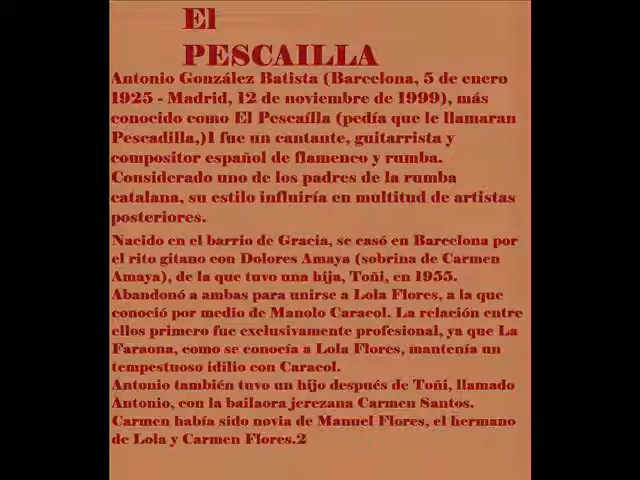 El
PESCAILLA
Antonio González Batista (Barcelona, 5 de enero
1925 - Madrid, 12 de noviembre de 1999), más
conocido como El Pescaílla (pedía que le llamaran
Pescadilla,)1 fue un cantante, guitarrista y
compositor español de flamenco y rumba.
Considerado uno de los padres de la rumba
catalana, su estilo influiría en multitud de artistas
posteriores.
Nacido en el barrio de Gracia, se casó en Barcelona por
el rito gitano con Dolores Amaya (sobrina de Carmen
Amaya), de la que tuvo una hija, Toñi, en 1955.
Abandonó a ambas para unirse a Lola Flores, a la que
conoció por medio de Manolo Caracol. La relación entre
ellos primero fue exclusivamente profesional, ya que La
Faraona, como se conocía a Lola Flores, mantenía un
tempestuoso idilio con Caracol.
Antonio también tuvo un hijo después de Toñi, llamado
Antonio, con la bailaora jerezana Carmen Santos.
Carmen había sido novia de Manuel Flores, el hermano
de Lola y Carmen Flores.2